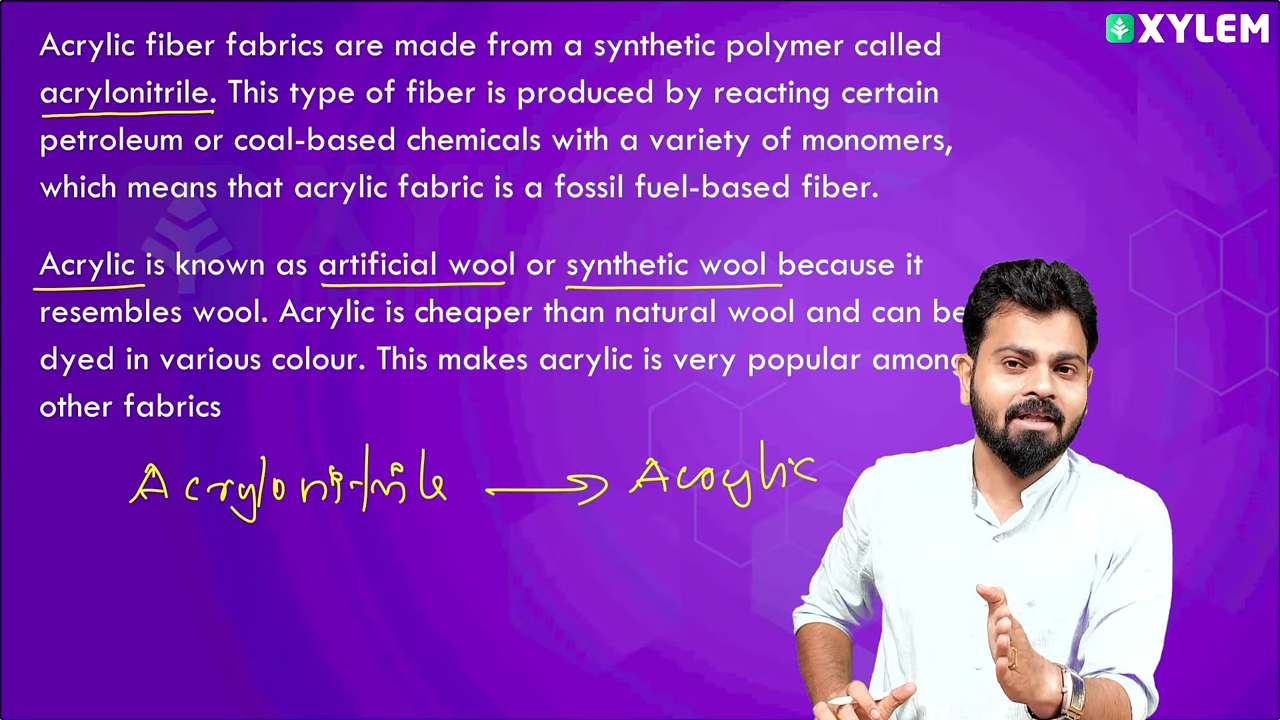 XYLEM
Acrylic fiber fabrics are made from a synthetic polymer called
acrylonitrile. This type of fiber is produced by reacting certain
petroleum or coal-based chemicals with a variety of monomers,
which means that acrylic fabric is a fossil fuel-based fiber.
Acrylic is known as artificial wool or synthetic wool because it
resembles wool. Acrylic is cheaper than natural wool and can be
dyed in various colour. This makes acrylic is very popular among
other fabrics
Acrylonitrile → Acrylic